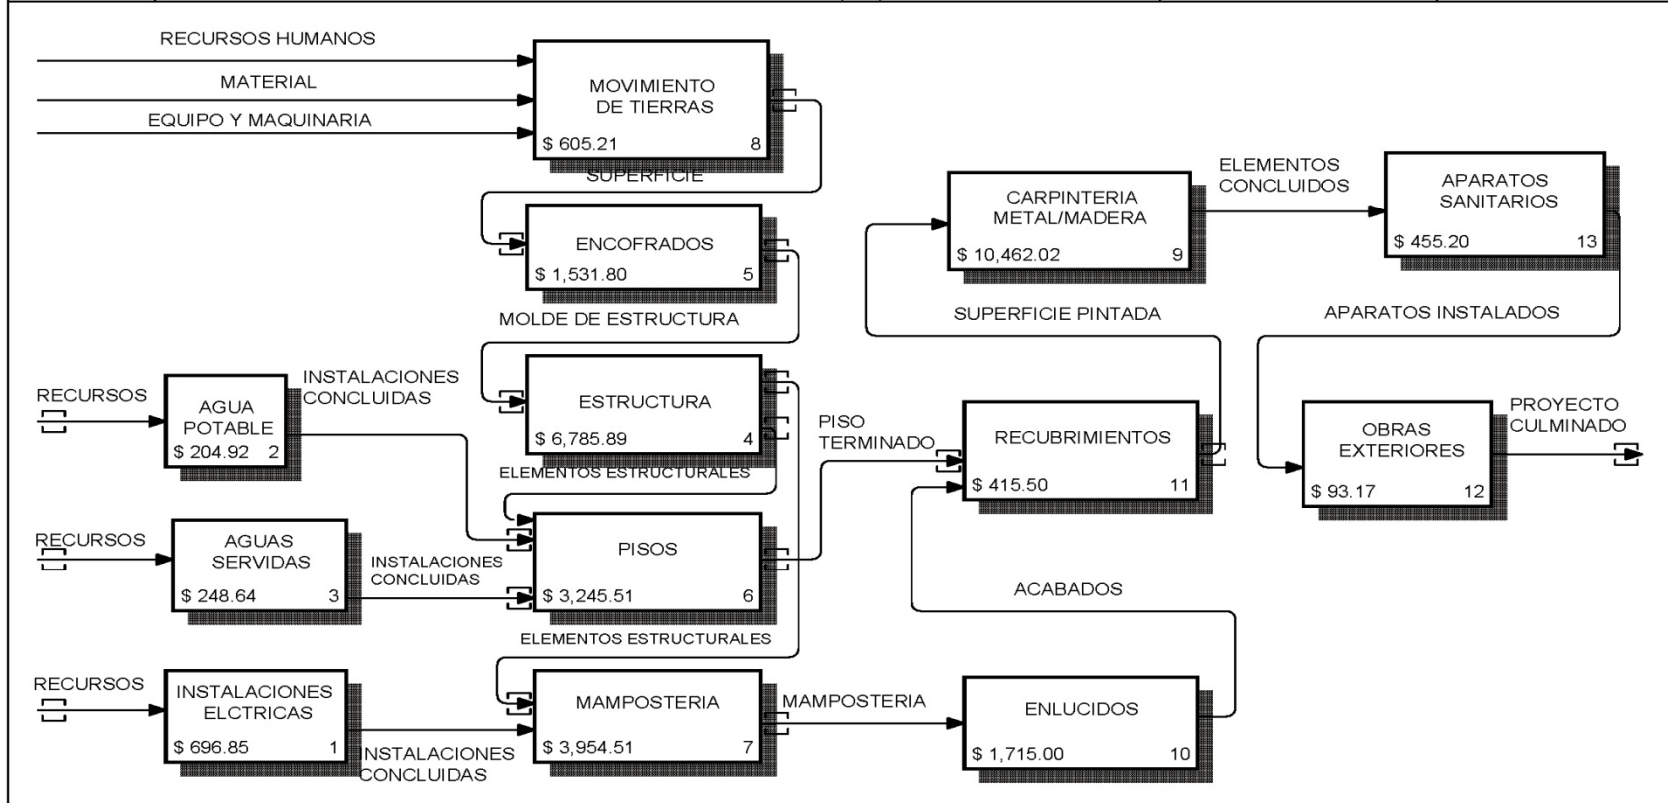 RECURSOS HUMANOS
MATERIAL
EQUIPO Y MAQUINARIA
MOVIMIENTO
DE TIERRAS
$ 605.21 8
SUPERFICIE
ENCOFRADOS
$ 1,531.80 5
MOLDE DE ESTRUCTURA
ESTRUCTURA
$ 6,785.89 4
ELEMENTOS ESTRUCTURALES
RECURSOS
AGUA
POTABLE
$ 204.92 2
INSTALACIONES
CONCLUIDAS
RECURSOS
AGUAS
SERVIDAS
$ 248.64 3
INSTALACIONES
CONCLUIDAS
PISOS
$ 3,245.51 6
ELEMENTOS ESTRUCTURALES
RECURSOS
INSTALACIONES
ELCTRICAS
$ 696.85 1
INSTALACIONES
CONCLUIDAS
MAMPOSTERIA
$ 3,954.51 7
MAMPOSTERIA
ENLUCIDOS
$ 1,715.00 10
ACABADOS
PISO
TERMINADO
RECUBRIMIENTOS
$ 415.50 11
SUPERFICIE PINTADA
CARPINTERIA
METAL/MADERA
$ 10,462.02 9
ELEMENTOS
CONCLUIDOS
APARATOS
SANITARIOS
$ 455.20 13
APARATOS INSTALADOS
OBRAS
EXTERIORES
$ 93.17 12
PROYECTO
CULMINADO